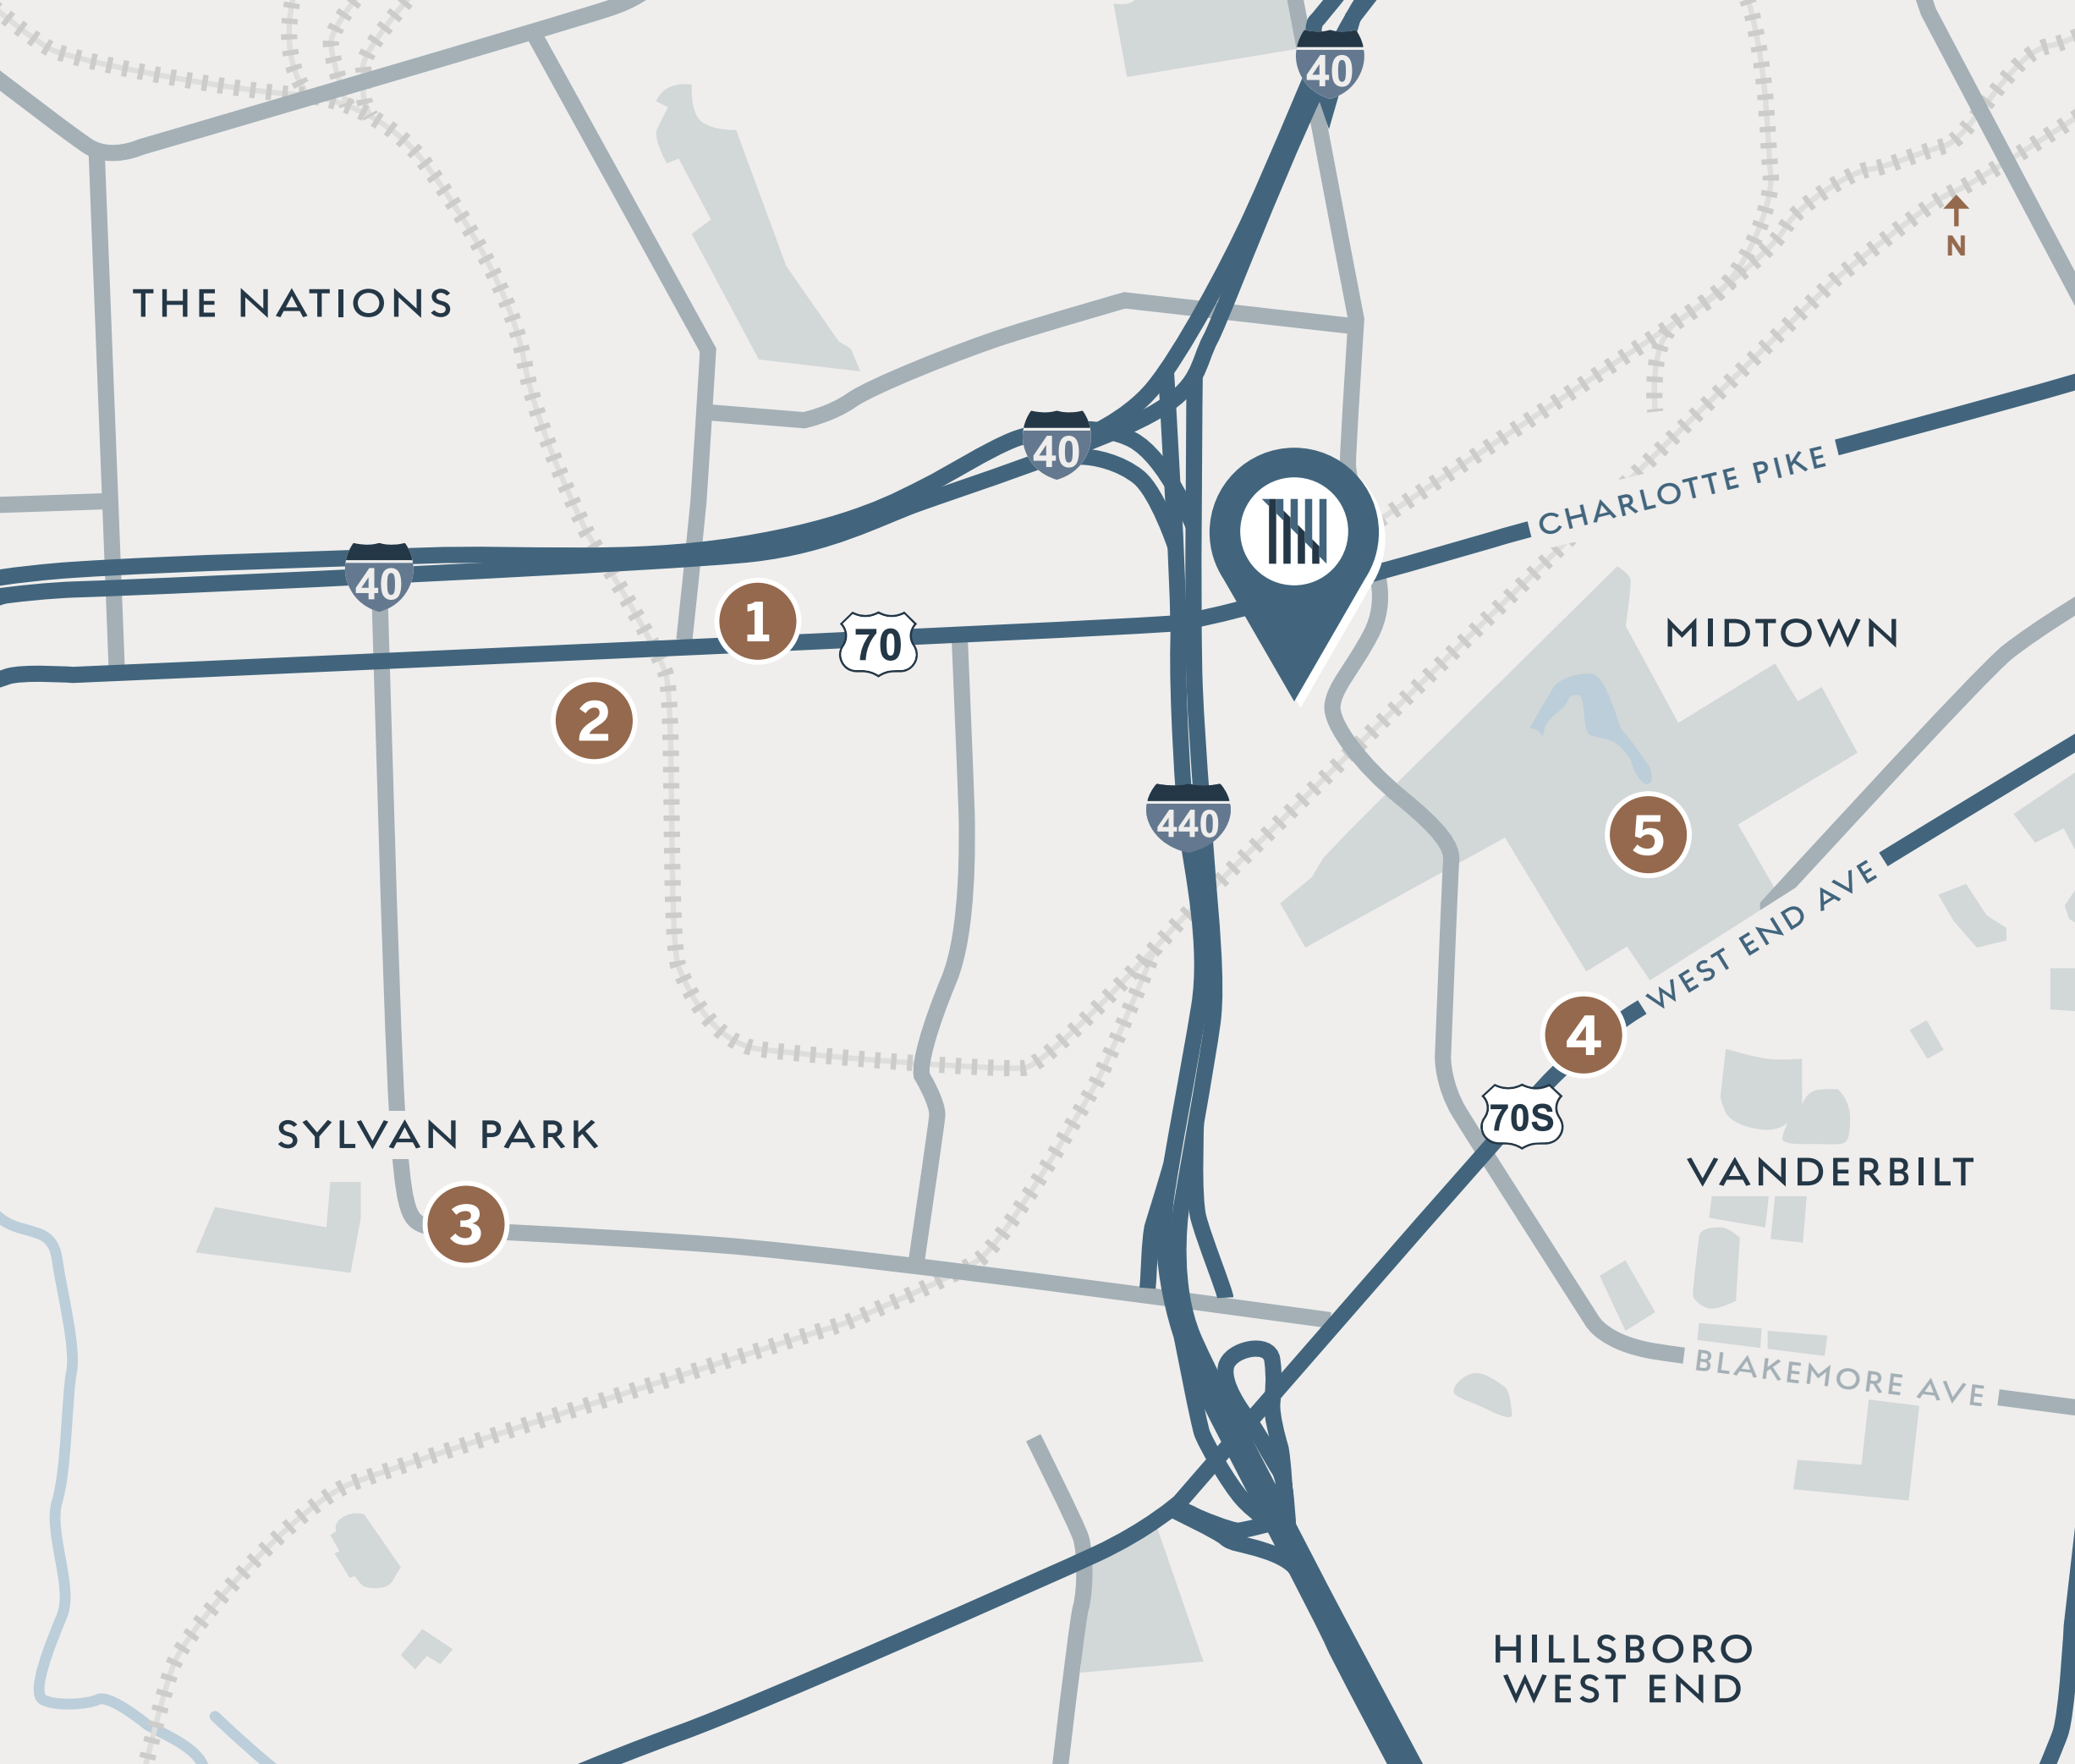 40
N
THE NATIONS
40
CHARLOTTE PIKE
40
1
70
MIDTOWN
2
440
5
WEST END AVE
4
70S
SYLVAN PARK
VANDERBILT
3
BLAKEMORE AVE
HILLSBORO
WEST END